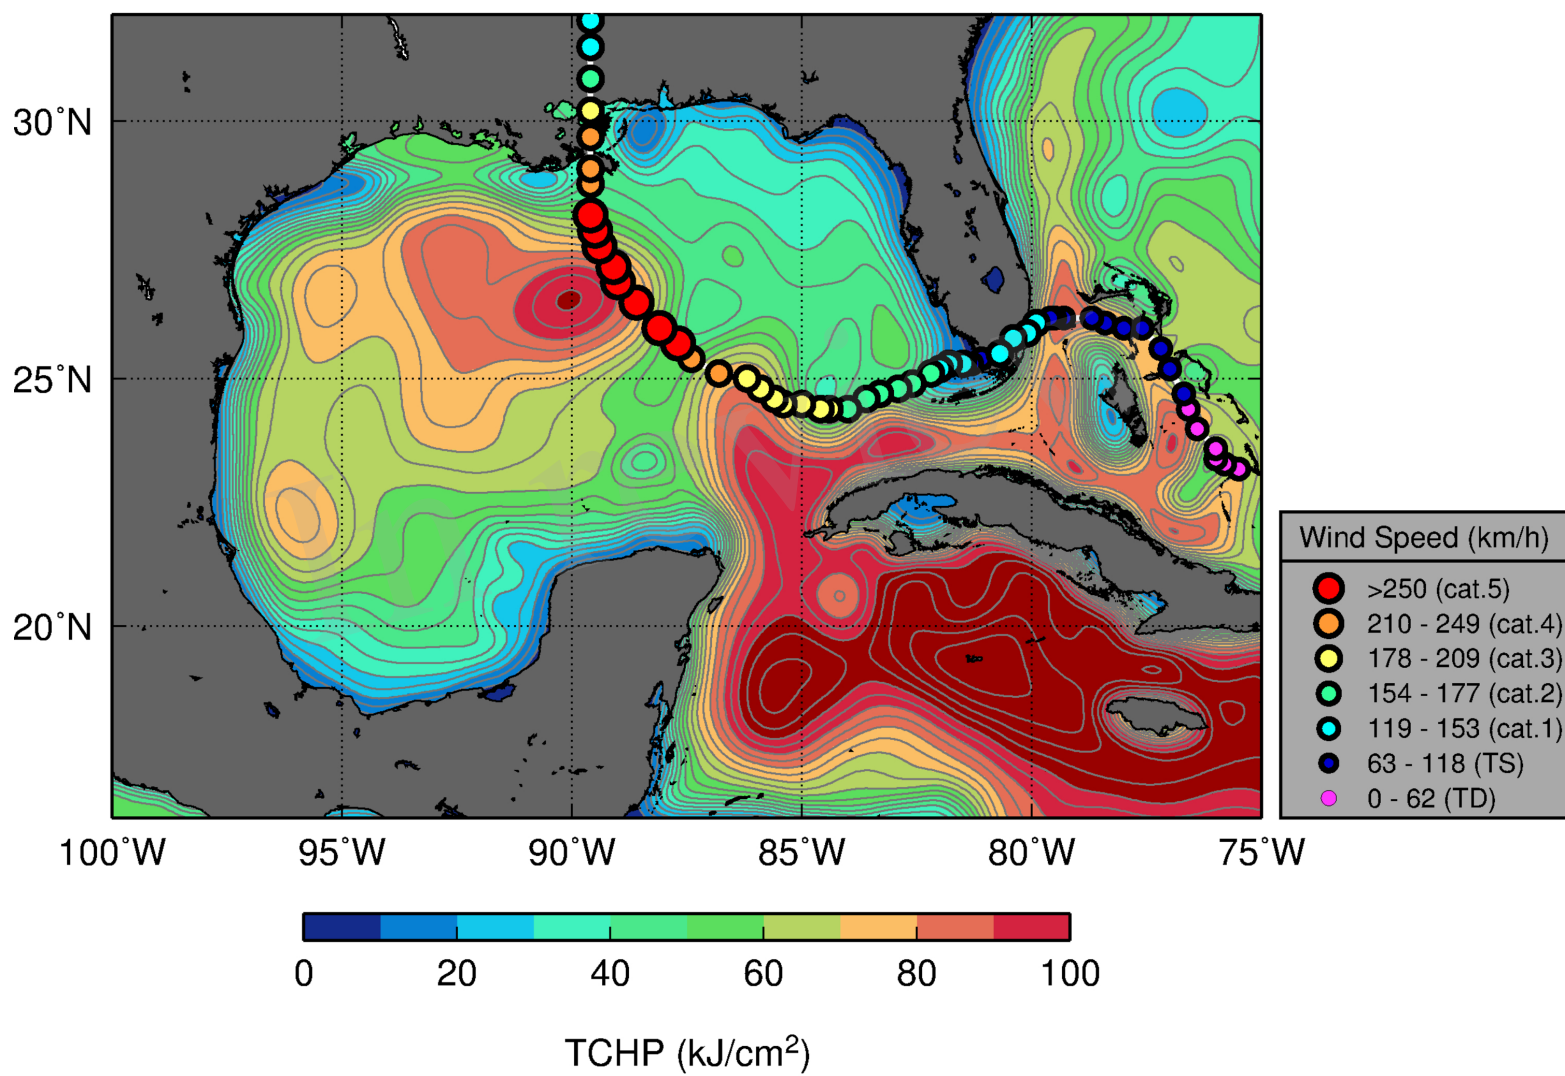 30°N
25°N
20°N
100°W 95°W 90°W 85°W 80°W 75°W
Wind Speed (km/h)
>250 (cat.5)
210 - 249 (cat.4)
178 - 209 (cat.3)
154 - 177 (cat.2)
119 - 153 (cat.1)
63 - 118 (TS)
0 - 62 (TD)
0 20 40 60 80 100
TCHP (kJ/cm²)